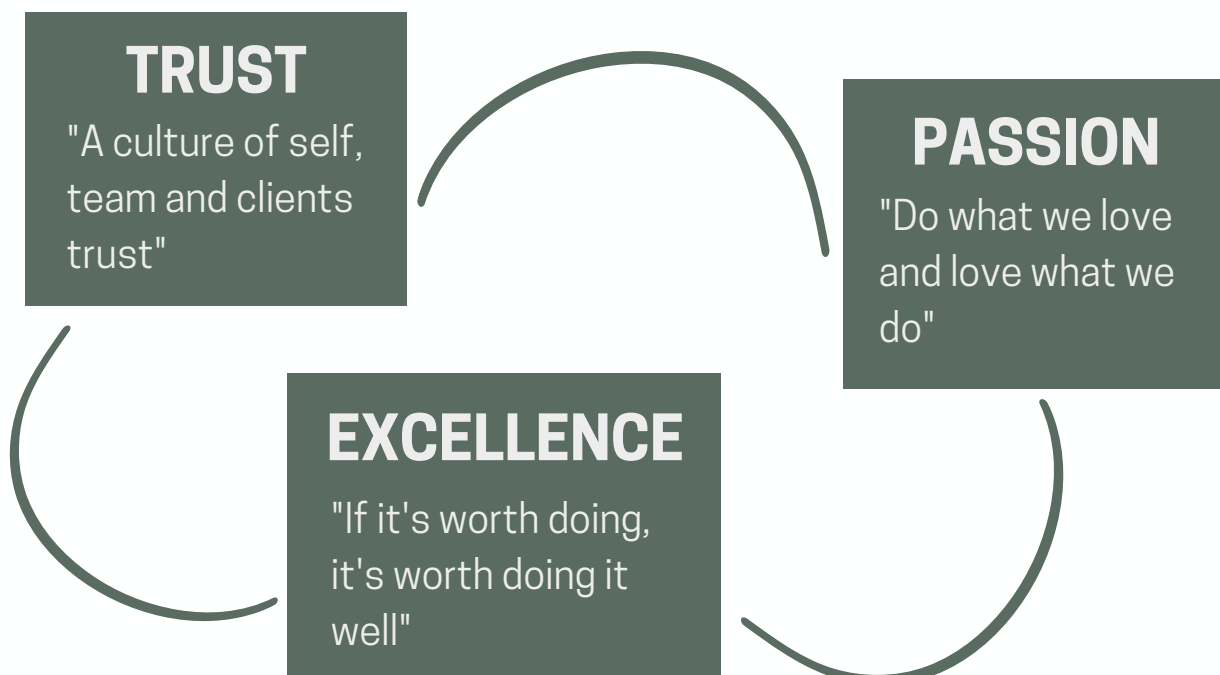 TRUST
"A culture of self,
team and clients
trust"
PASSION
"Do what we love
and love what we
do"
EXCELLENCE
"If it's worth doing,
it's worth doing it
well"